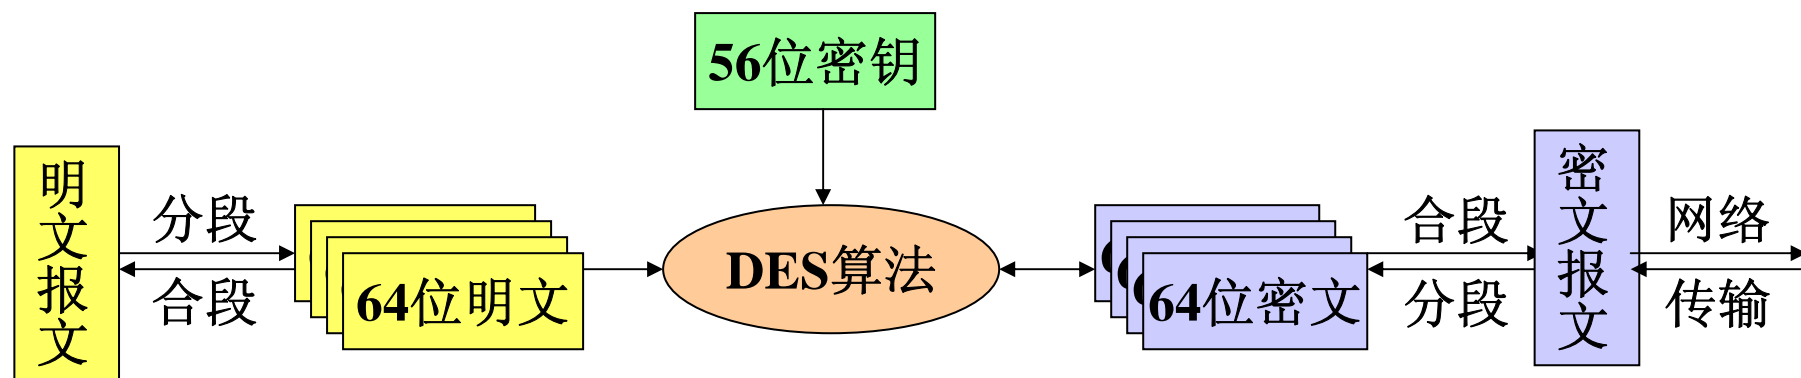 56位密钥
明文报文
分段
合段
64位明文
DES算法
64位密文
合段
分段
密文报文
网络
传输